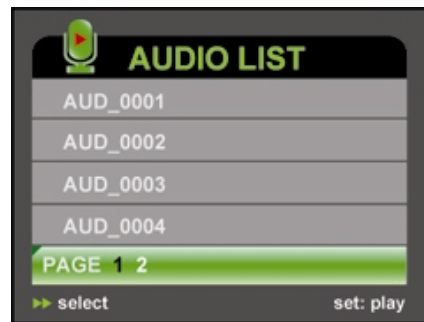 AUDIO LIST
AUD_0001
AUD_0002
AUD_0003
AUD_0004
PAGE 1 2
select set: play